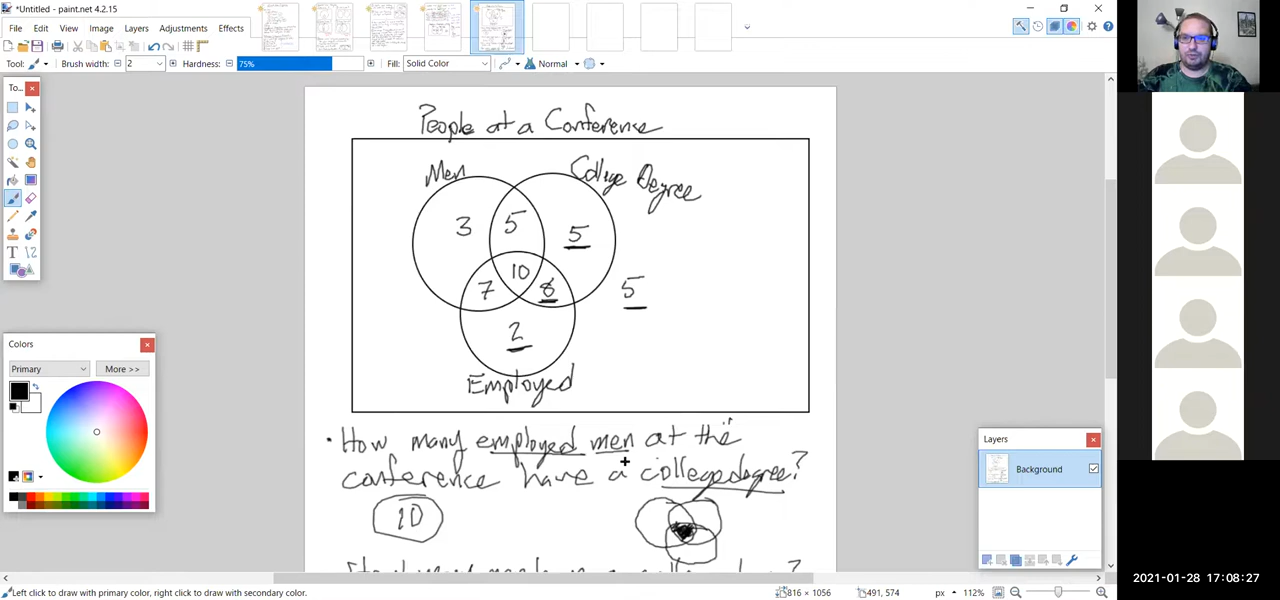 *Untitled - paint.net 4.2.15
File Edit View Image Layers Adjustments Effects
Tool: Brush width: 2 Hardness: 75% Fill: Solid Color Normal
To...
People at a Conference
Men College Degree
3 5 5
10
7 8 5
2
Employed
• How many employed men at the
conference have a college degree?
10
Colors
Primary More >>
Layers
Background
Left click to draw with primary color, right click to draw with secondary color. 816 x 1056 491, 574 px 112%
2021-01-28 17:08:27